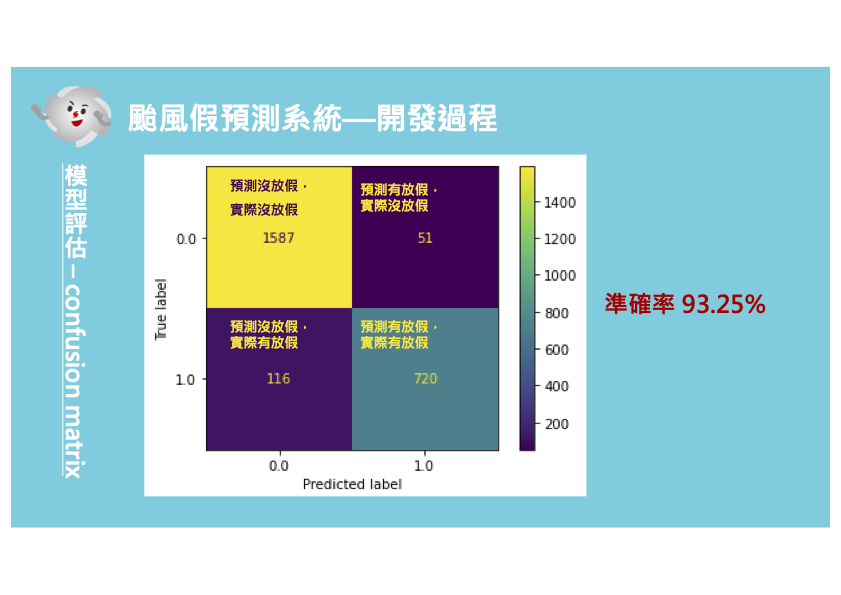 颱風假預測系統—開發過程
模型評估 – confusion matrix
預測沒放假，
實際沒放假
1587
預測有放假，
實際沒放假
51
預測沒放假，
實際有放假
116
預測有放假，
實際有放假
720
0.0
1.0
True label
0.0
1.0
Predicted label
1400
1200
1000
800
600
400
200
準確率 93.25%